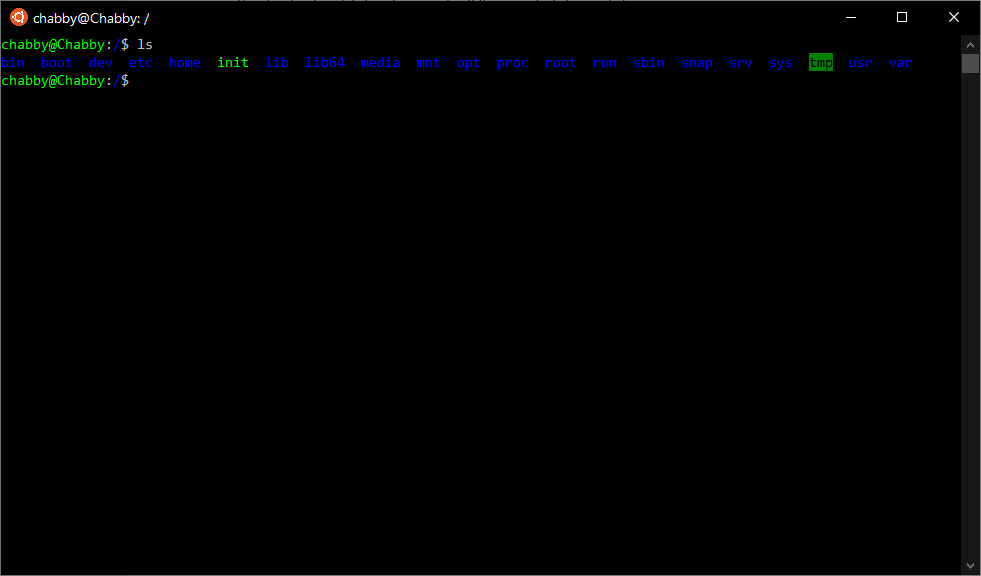 chabby@Chabby: /
chabby@Chabby:/$ ls
bin  boot  dev  etc  home  init  lib  lib64  media  mnt  opt  proc  root  run  sbin  snap  srv  sys  tmp  usr  var
chabby@Chabby:/$